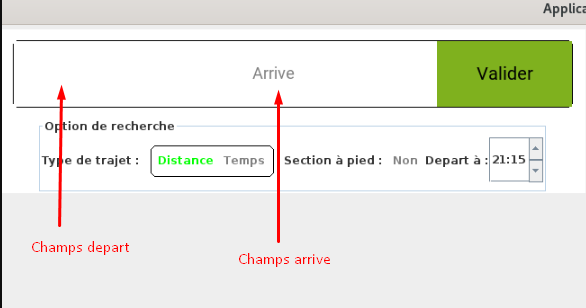 Applica
Arrive Valider
Option de recherche
Type de trajet : Distance Temps Section à pied : Non Depart à : 21:15
Champs depart
Champs arrive